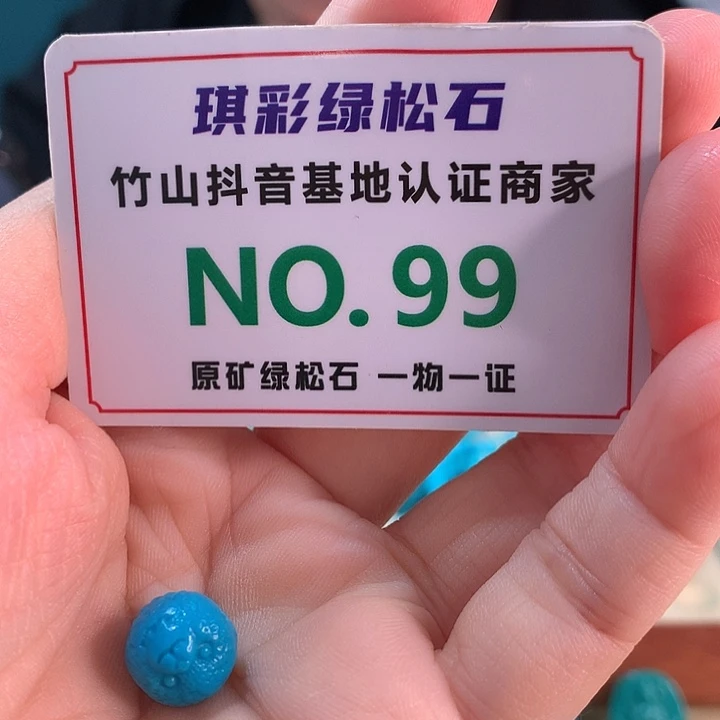 琪彩绿松石
竹山抖音基地认证商家
NO.99
原矿绿松石 一物一证